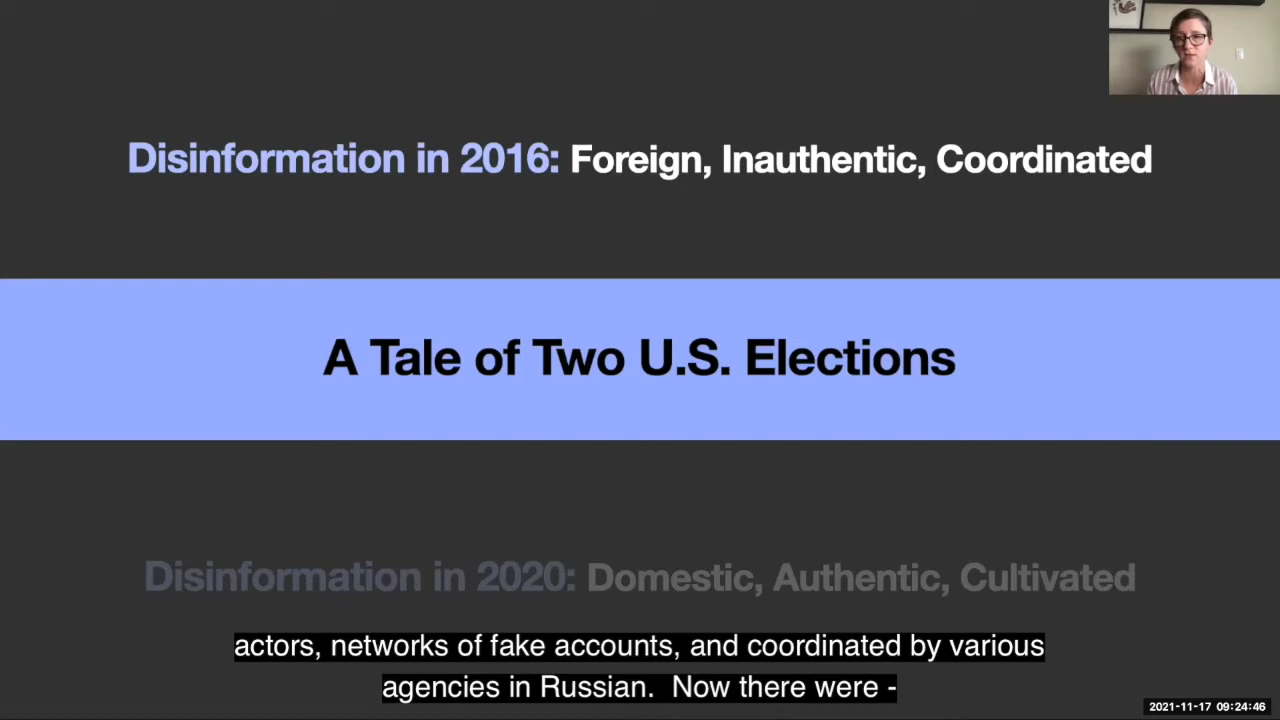 Disinformation in 2016: Foreign, Inauthentic, Coordinated
A Tale of Two U.S. Elections
Disinformation in 2020: Domestic, Authentic, Cultivated
actors, networks of fake accounts, and coordinated by various
agencies in Russian.  Now there were -
2021-11-17 09:24:46